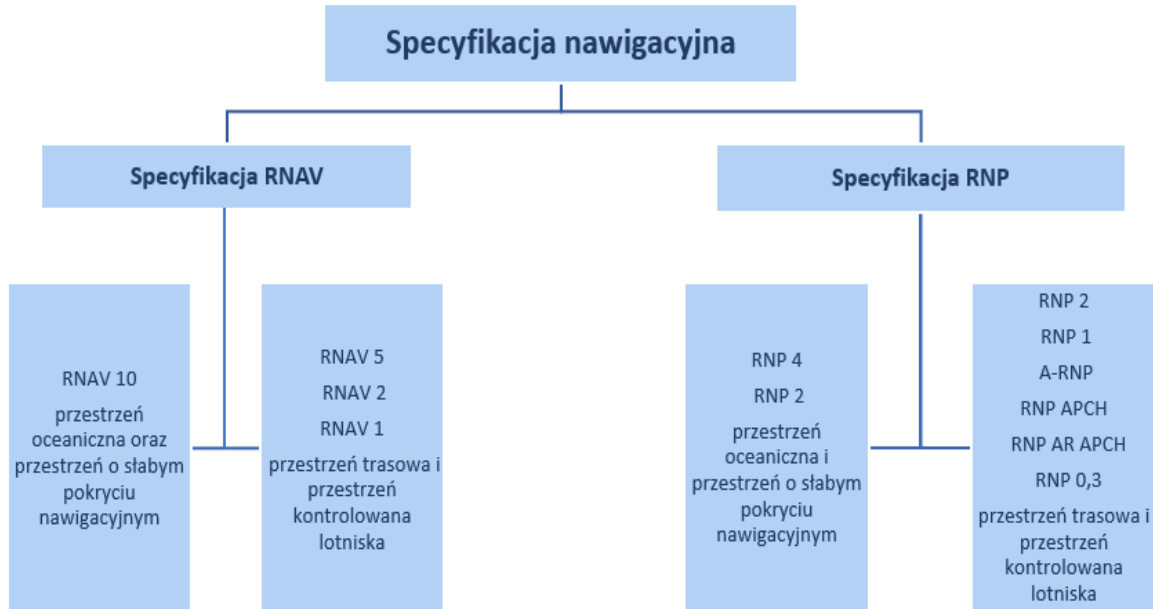 Specyfikacja nawigacyjna
Specyfikacja RNAV
Specyfikacja RNP
RNAV 10
przestrzeń
oceaniczna oraz
przestrzeń o słabym
pokryciu
nawigacyjnym
RNAV 5
RNAV 2
RNAV 1
przestrzeń trasowa i
przestrzeń
kontrolowana
lotniska
RNP 4
RNP 2
przestrzeń
oceaniczna i
przestrzeń o słabym
pokryciu
nawigacyjnym
RNP 2
RNP 1
A-RNP
RNP APCH
RNP AR APCH
RNP 0,3
przestrzeń trasowa i
przestrzeń
kontrolowana
lotniska